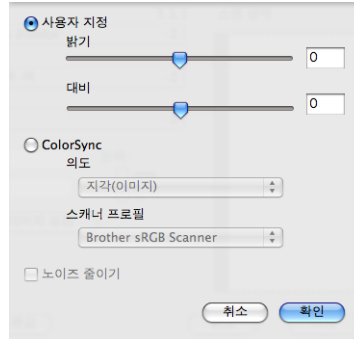 사용자 지정
밝기
0
대비
0
ColorSync
의도
지각(이미지)
스캐너 프로필
Brother sRGB Scanner
노이즈 줄이기
취소 확인